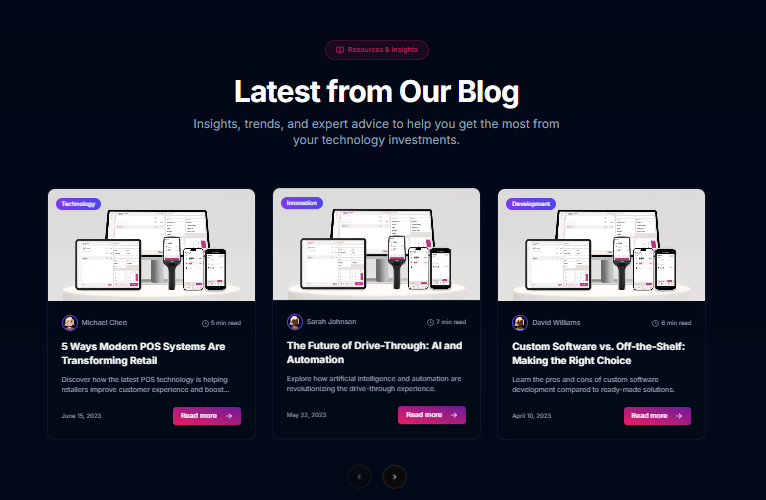 Resources & Insights
Latest from Our Blog
Insights, trends, and expert advice to help you get the most from
your technology investments.
Technology
Michael Chen
5 min read
5 Ways Modern POS Systems Are
Transforming Retail
Discover how the latest POS technology is helping
retailers improve customer experience and boost...
June 15, 2023
Read more
Innovation
Sarah Johnson
7 min read
The Future of Drive-Through: AI and
Automation
Explore how artificial intelligence and automation are
revolutionizing the drive-through experience.
May 22, 2023
Read more
Development
David Williams
6 min read
Custom Software vs. Off-the-Shelf:
Making the Right Choice
Learn the pros and cons of custom software
development compared to ready-made solutions.
April 10, 2023
Read more